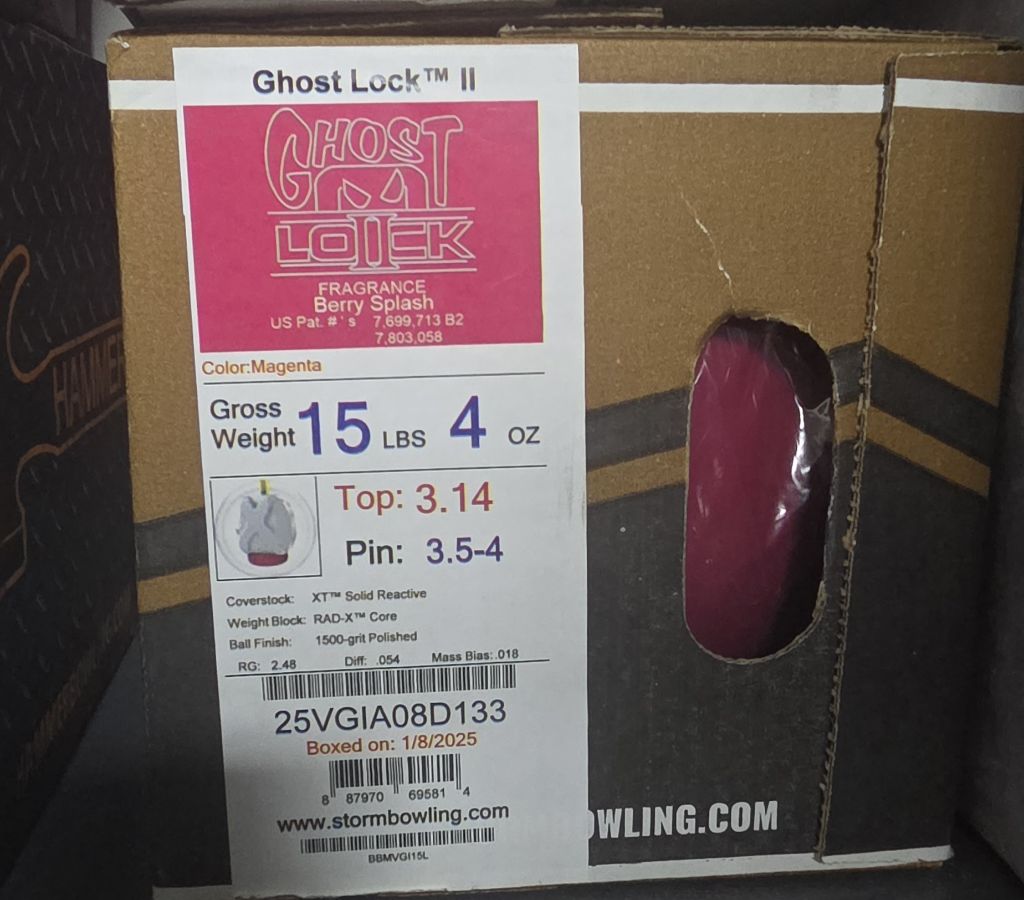 Ghost Lock™ II
GHOST
LOIICK
FRAGRANCE
Berry Splash
US Pat. #'s 7,699,713 B2
7,803,058
Color:Magenta
Gross Weight 15 LBS 4 OZ
Top: 3.14
Pin: 3.5-4
Coverstock: XT™ Solid Reactive
Weight Block: RAD-X™ Core
Ball Finish: 1500-grit Polished
RG: 2.48 Diff: .054 Mass Bias: .018
25VGIA08D133
Boxed on: 1/8/2025
8 87970 69581 4
www.stormbowling.com
BBMVGI15L
OWLING.COM
HAMMER